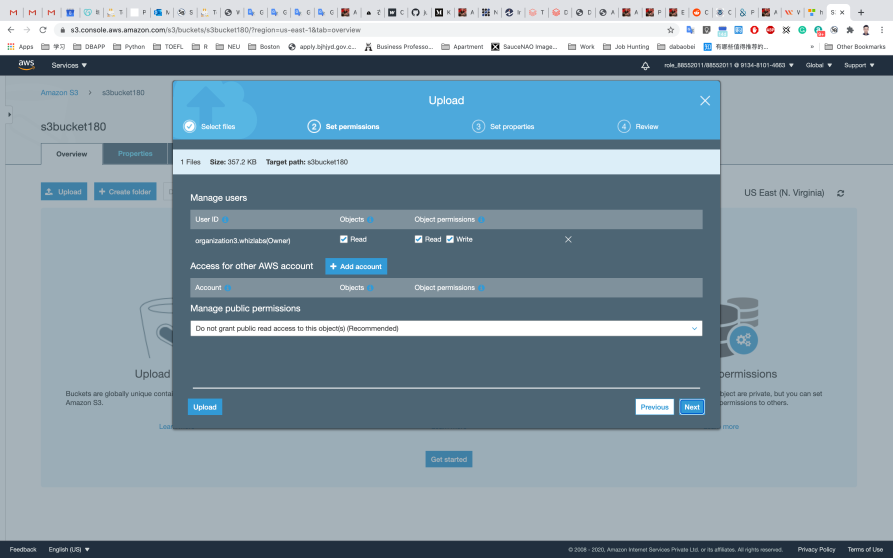 s3.console.aws.amazon.com/s3/buckets/s3bucket180/?region=us-east-1&tab=overview
Apps 学习 DBAPP Python TOEFL R NEU Boston apply.bjhjyd.gov.c... Business Professo... Apartment SauceNAO Image... Work Job Hunting dabaobei 有哪些值得推荐的... » Other Bookmarks
aws Services role_88552011/88552011 @ 9134-8101-4663 Global Support
Amazon S3 > s3bucket180
s3bucket180
Overview Properties
Upload + Create folder
US East (N. Virginia)
Upload
Select files 2 Set permissions 3 Set properties 4 Review
1 Files Size: 357.2 KB Target path: s3bucket180
Manage users
User ID Objects Object permissions
organization3.whizlabs(Owner) Read Read Write
Access for other AWS account + Add account
Account Objects Object permissions
Manage public permissions
Do not grant public read access to this object(s) (Recommended)
Upload Previous Next
Upload
Buckets are globally unique
Amazon S3.
permissions
are private, but you can set
permissions to others.
more
Get started
Feedback English (US) © 2008 - 2020, Amazon Internet Services Private Ltd. or its affiliates. All rights reserved. Privacy Policy Terms of Use